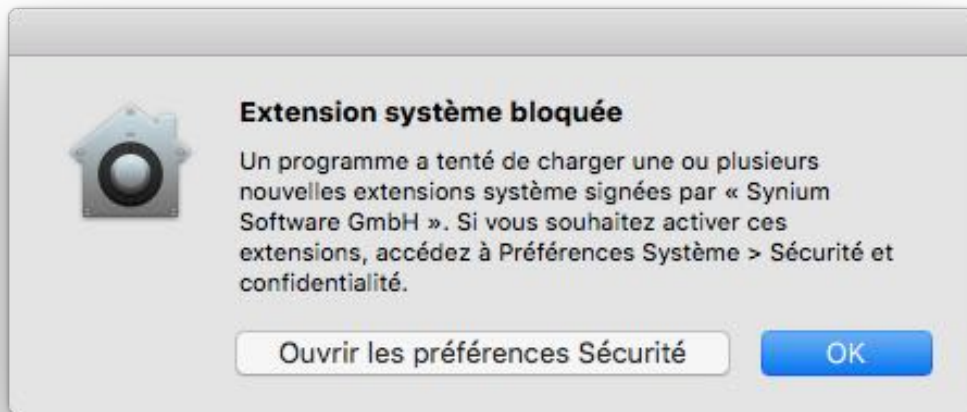 Extension système bloquée
Un programme a tenté de charger une ou plusieurs
nouvelles extensions système signées par « Synium
Software GmbH ». Si vous souhaitez activer ces
extensions, accédez à Préférences Système > Sécurité et
confidentialité.
Ouvrir les préférences Sécurité
OK